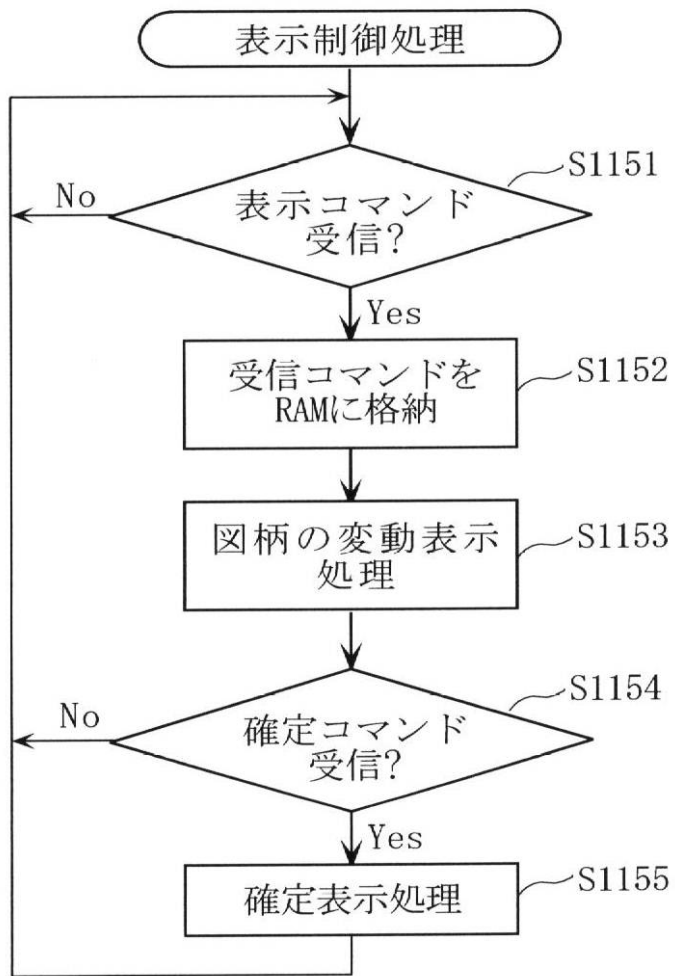 表示制御処理
S1151
No
表示コマンド
受信?
Yes
受信コマンドを
RAMに格納
S1152
図柄の変動表示
処理
S1153
S1154
No
確定コマンド
受信?
Yes
確定表示処理
S1155